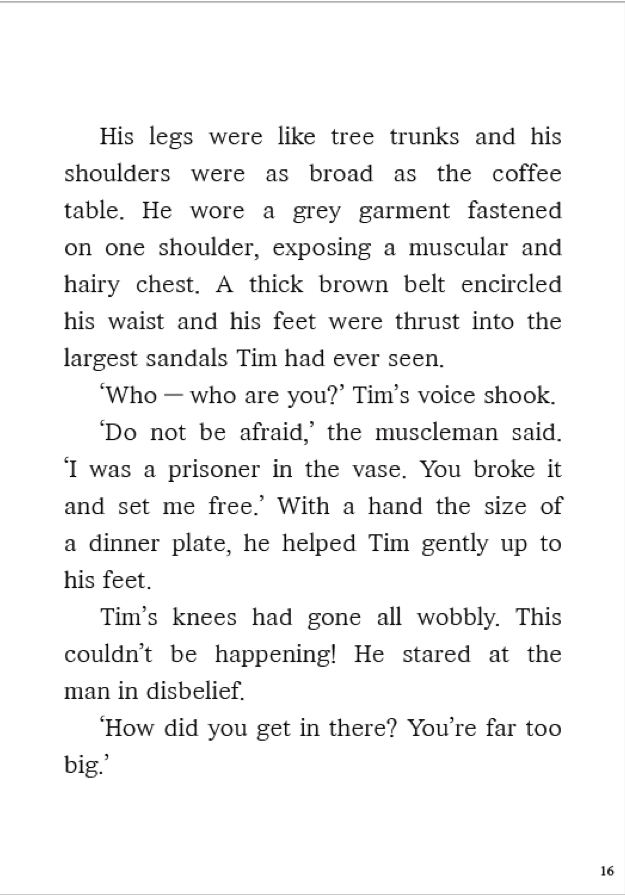 His legs were like tree trunks and his
shoulders were as broad as the coffee
table. He wore a grey garment fastened
on one shoulder, exposing a muscular and
hairy chest. A thick brown belt encircled
his waist and his feet were thrust into the
largest sandals Tim had ever seen.
‘Who — who are you?’ Tim’s voice shook.
‘Do not be afraid,’ the muscleman said.
‘I was a prisoner in the vase. You broke it
and set me free.’ With a hand the size of
a dinner plate, he helped Tim gently up to
his feet.
Tim’s knees had gone all wobbly. This
couldn’t be happening! He stared at the
man in disbelief.
‘How did you get in there? You’re far too
big.’
16